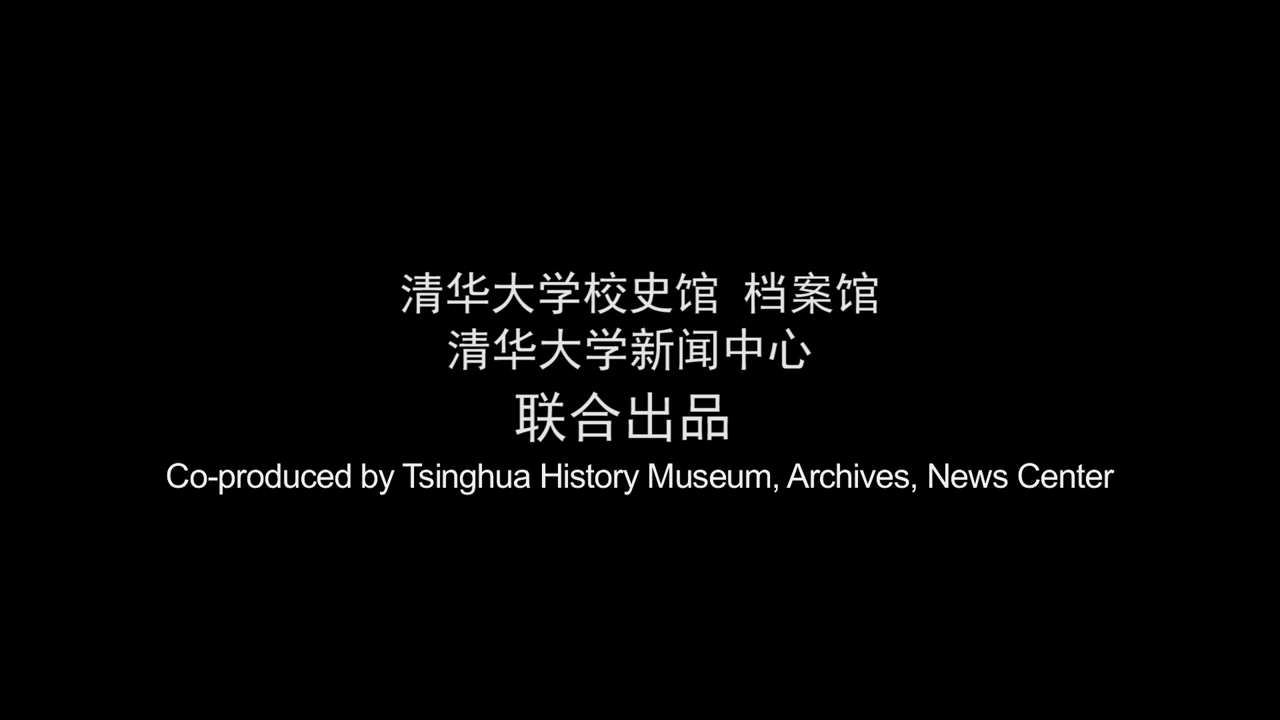 清华大学校史馆 档案馆
清华大学新闻中心
联合出品
Co-produced by Tsinghua History Museum, Archives, News Center